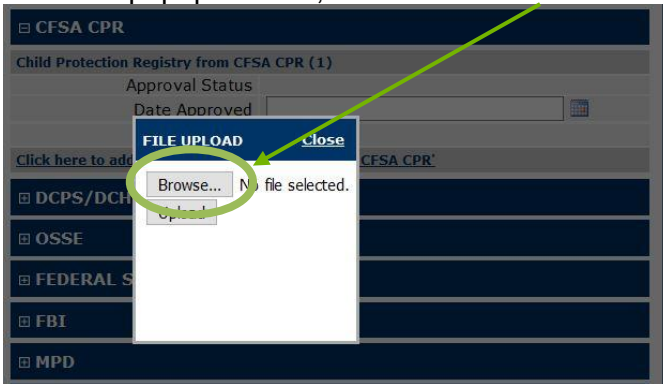 CFSA CPR
Child Protection Registry from CFSA CPR (1)
Approval Status
Date Approved
FILE UPLOAD Close
Click here to add CFSA CPR'
Browse... No file selected.
DCPS/DCH
Upload
OSSE
FEDERAL S
FBI
MPD